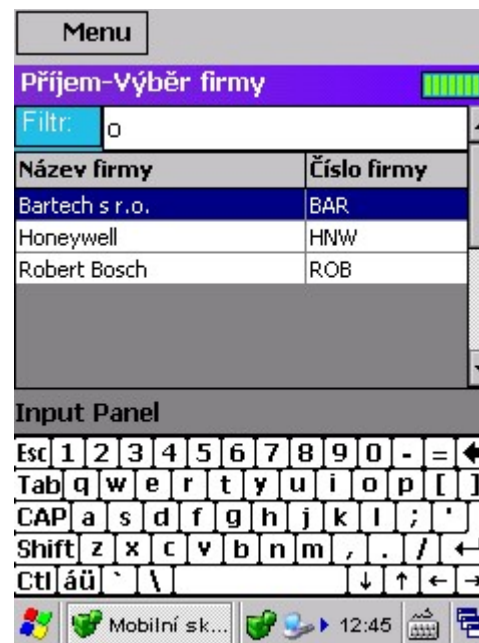 Menu
Příjem-Výběr firmy
Filtr: o
Název firmy Číslo firmy
Bartech s r.o. BAR
Honeywell HNW
Robert Bosch ROB
Input Panel
Esc 1 2 3 4 5 6 7 8 9 0 - =
Tab q w e r t y u i o p [ ]
CAP a s d f g h j k l ; '
Shift z x c v b n m , . /
Ctl áü ` \ ↓ ↑ ← →
Mobilní sk... 12:45